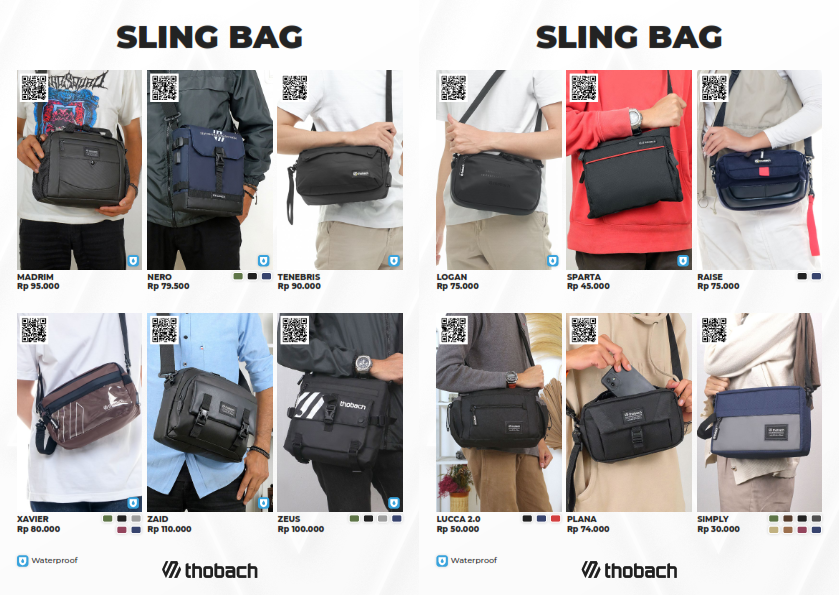 SLING BAG
MADRIM
Rp 95.000
NERO
Rp 79.500
TENEBRIS
Rp 90.000
XAVIER
Rp 80.000
ZAID
Rp 110.000
thobach
ZEUS
Rp 100.000
Waterproof
thobach
SLING BAG
LOGAN
Rp 75.000
SPARTA
Rp 45.000
RAISE
Rp 75.000
LUCCA 2.0
Rp 50.000
PLANA
Rp 74.000
SIMPLY
Rp 30.000
Waterproof
thobach